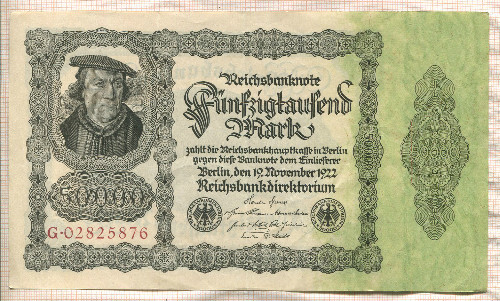 Reichsbanknote
Fünfzigtausend
Mark
zahlt die Reichsbankhauptkasse in Berlin
gegen diese Banknote dem Einlieferer
Berlin, den 19. November 1922
Reichsbankdirektorium
50000
G·02825876